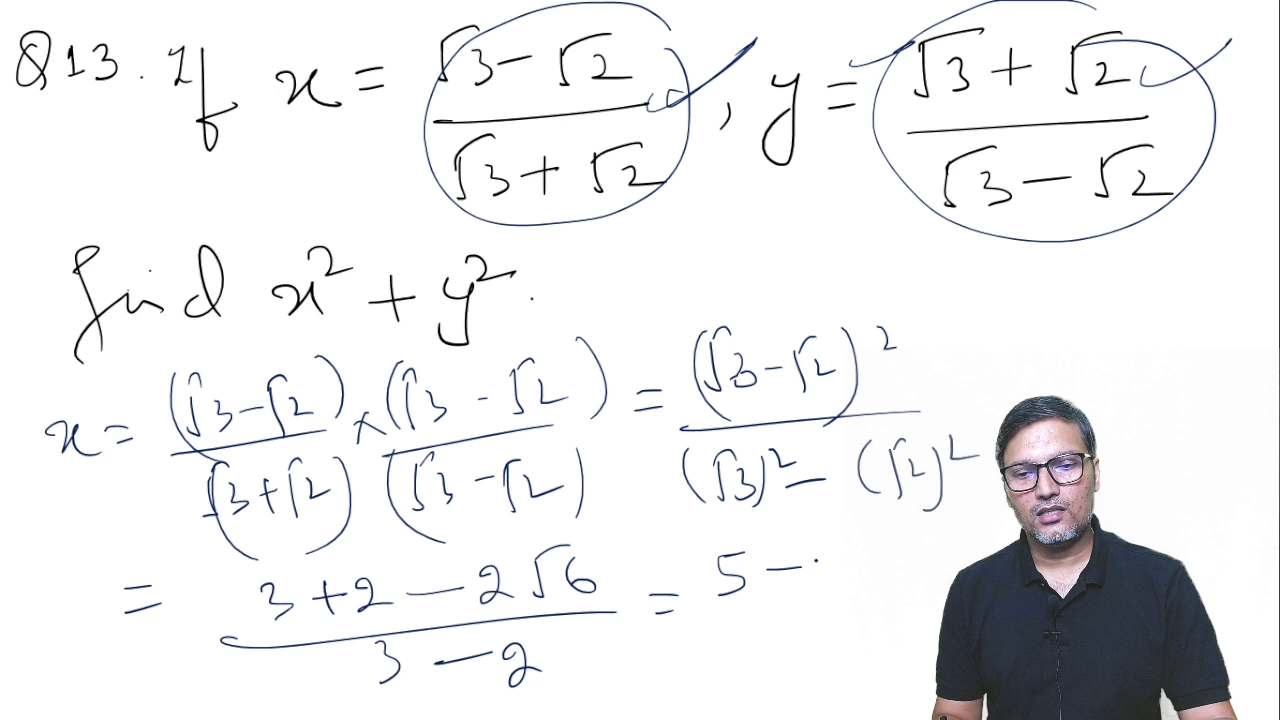 Q13. If x = (√3 - √2)/(√3 + √2), y = (√3 + √2)/(√3 - √2)
find x² + y².
x = (√3 - √2)/(√3 + √2) × (√3 - √2)/(√3 - √2) = (√3 - √2)²/(√3)² - (√2)²
= 3 + 2 - 2√6/3 - 2 = 5 -